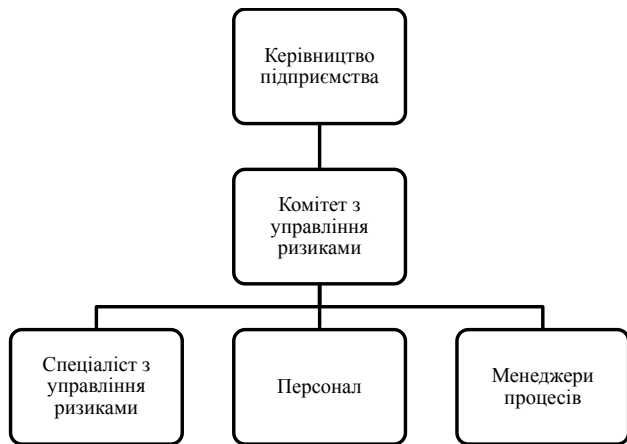 Керівництво
підприємства
Комітет з
управління
ризиками
Спеціаліст з
управління
ризиками
Персонал
Менеджери
процесів